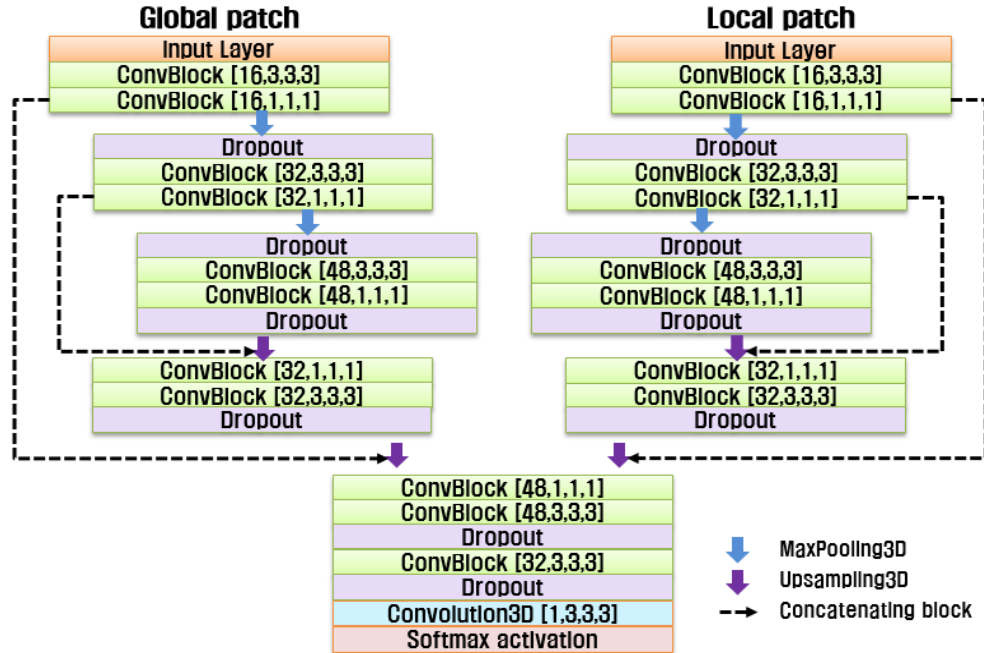 Global patch
Input Layer
ConvBlock [16,3,3,3]
ConvBlock [16,1,1,1]
Dropout
ConvBlock [32,3,3,3]
ConvBlock [32,1,1,1]
Dropout
ConvBlock [48,3,3,3]
ConvBlock [48,1,1,1]
Dropout
ConvBlock [32,1,1,1]
ConvBlock [32,3,3,3]
Dropout
Local patch
Input Layer
ConvBlock [16,3,3,3]
ConvBlock [16,1,1,1]
Dropout
ConvBlock [32,3,3,3]
ConvBlock [32,1,1,1]
Dropout
ConvBlock [48,3,3,3]
ConvBlock [48,1,1,1]
Dropout
ConvBlock [32,1,1,1]
ConvBlock [32,3,3,3]
Dropout
ConvBlock [48,1,1,1]
ConvBlock [48,3,3,3]
Dropout
ConvBlock [32,3,3,3]
Dropout
Convolution3D [1,3,3,3]
Softmax activation
MaxPooling3D
Upsampling3D
Concatenating block